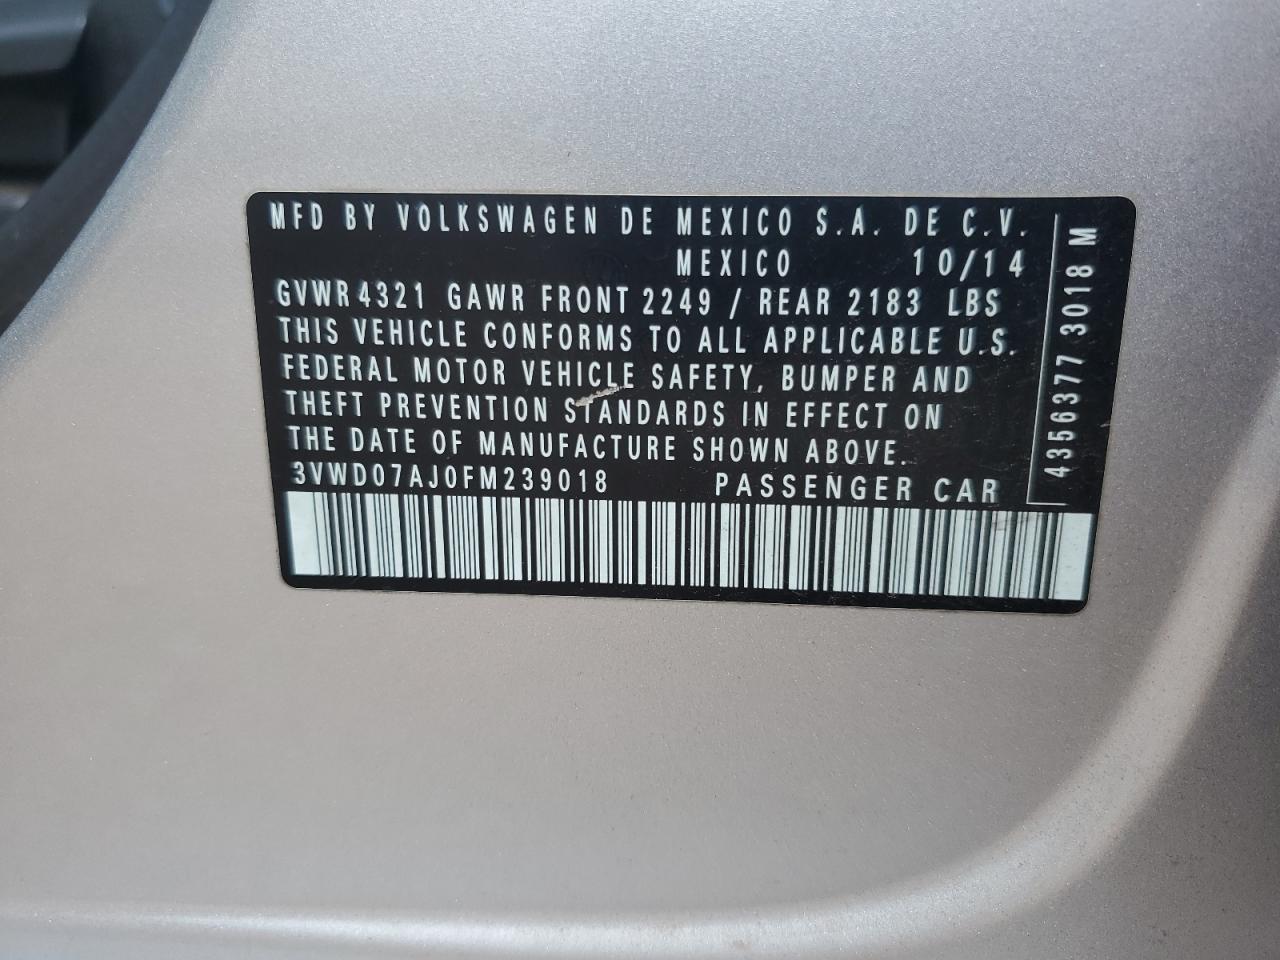 MFD BY VOLKSWAGEN DE MEXICO S.A. DE C.V.
MEXICO 10/14
GVWR 4321 GAWR FRONT 2249 / REAR 2183 LBS
THIS VEHICLE CONFORMS TO ALL APPLICABLE U.S.
FEDERAL MOTOR VEHICLE SAFETY, BUMPER AND
THEFT PREVENTION STANDARDS IN EFFECT ON
THE DATE OF MANUFACTURE SHOWN ABOVE.
3VWD07AJ0FM239018 PASSENGER CAR
4356377 3018 M